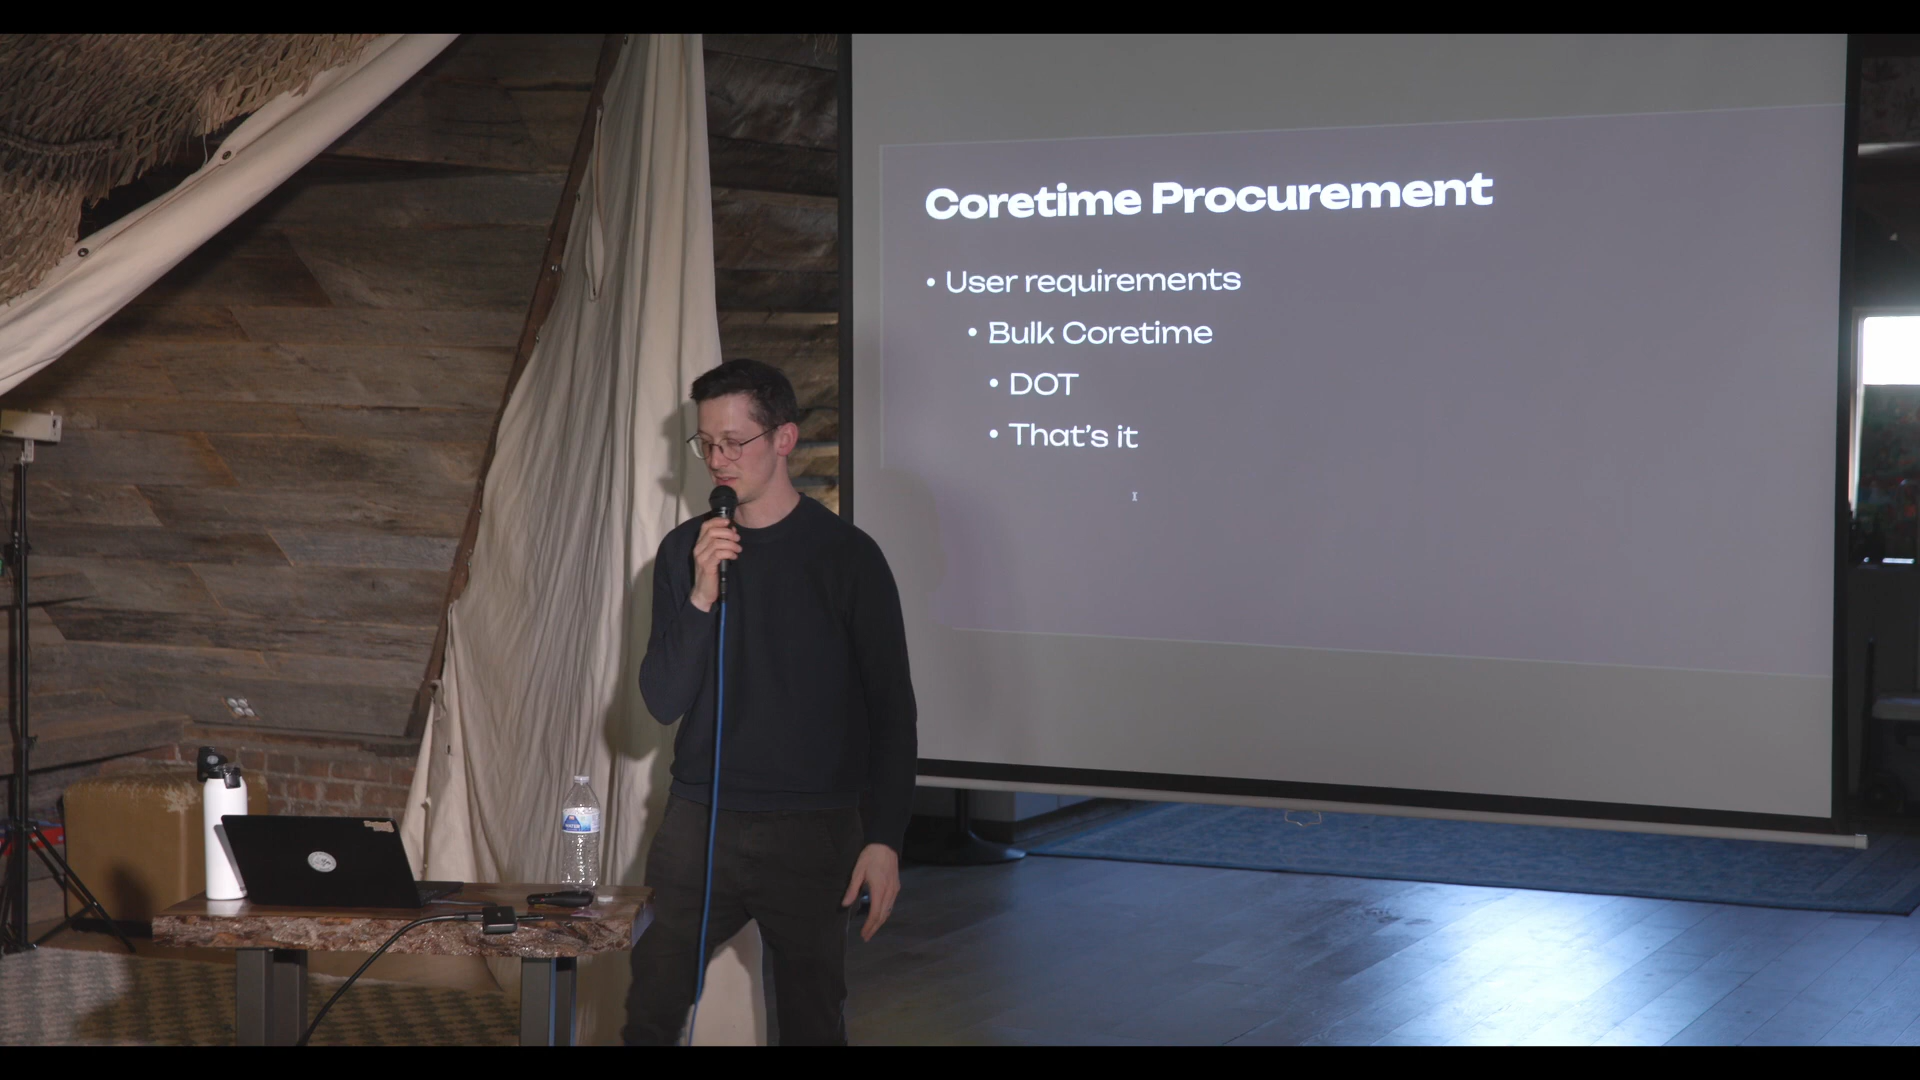 Coretime Procurement
• User requirements
• Bulk Coretime
• DOT
• That's it